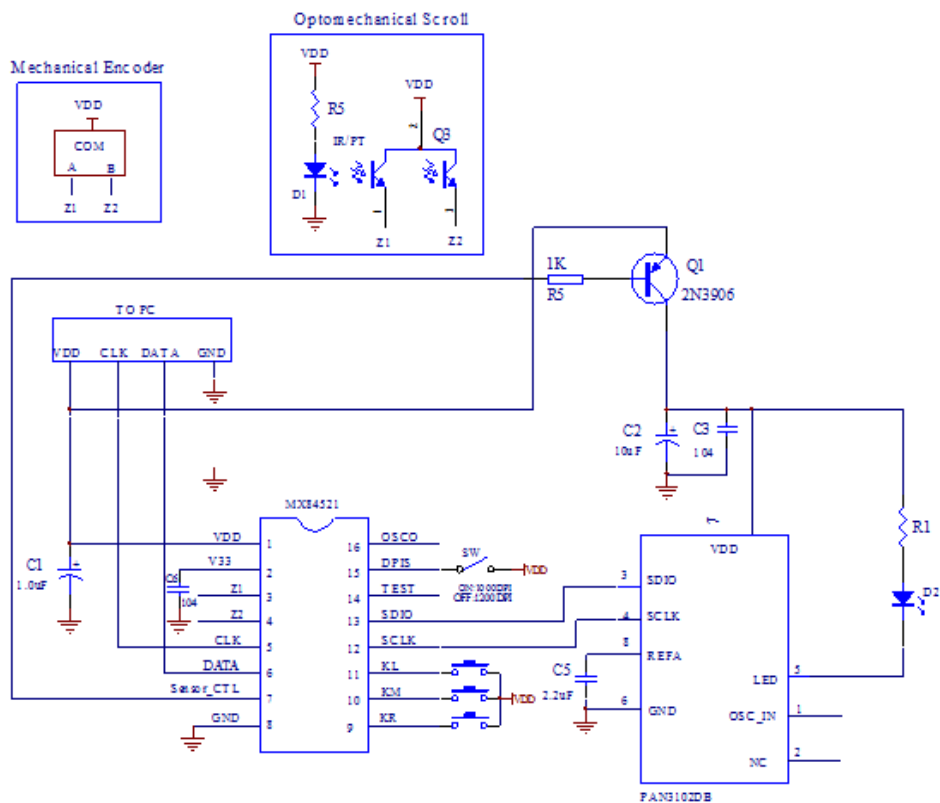 Optomechanical Scroll
Mechanical Encoder
VDD
COM
A B
Z1 Z2
VDD
R5
D1
IR/PT
VDD
2
Q3
1 1
Z1 Z2
1K
R5
Q1
2N3906
TO PC
VDD CLK DATA GND
C2
10uF
C3
104
R1
D2
C1
1.0uF
C6
104
MX84521
VDD 1
V33 2
Z1 3
Z2 4
CLK 5
DATA 6
Sensor_CTL 7
GND 8
16 OSCO
15 DPIS
14 TEST
13 SDIO
12 SCLK
11 KL
10 KM
9 KR
SW
VDD
ON:1000DPI
OFF:1200DPI
VDD
C5
2.2uF
7
VDD
3 SDIO
4 SCLK
8 REFA
6 GND
LED 5
OSC_IN 1
NC 2
PAN3102DB